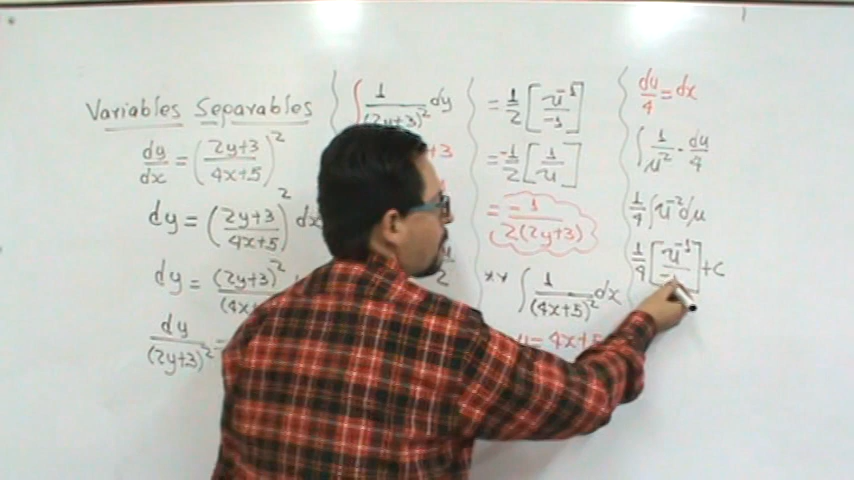 Variables Separables
dy/dx = (2y+3/4x+5)²
dy = (2y+3/4x+5)² dx
dy = (2y+3)²/(4x
dy/(2y+3)² =
∫ 1/(2y+3)² dy
+3
2
= 1/2 [u⁻¹/-1]
= -1/2 [1/u]
= -1/2(2y+3)
** ∫ 1/(4x+5)² dx
u = 4x+5
du/4 = dx
∫ 1/u² · du/4
1/4 ∫ u⁻² du
1/4 [u⁻¹/-1] + c